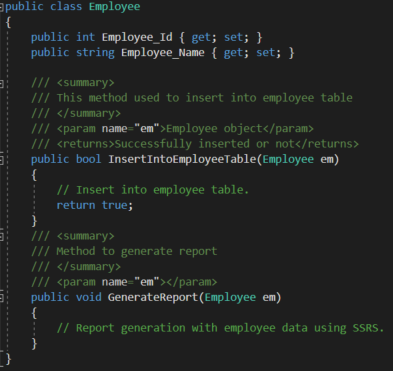 public class Employee
{
public int Employee_Id { get; set; }
public string Employee_Name { get; set; }
/// <summary>
/// This method used to insert into employee table
/// </summary>
/// <param name="em">Employee object</param>
/// <returns>Successfully inserted or not</returns>
public bool InsertIntoEmployeeTable(Employee em)
{
// Insert into employee table.
return true;
}
/// <summary>
/// Method to generate report
/// </summary>
/// <param name="em"></param>
public void GenerateReport(Employee em)
{
// Report generation with employee data using SSRS.
}
}